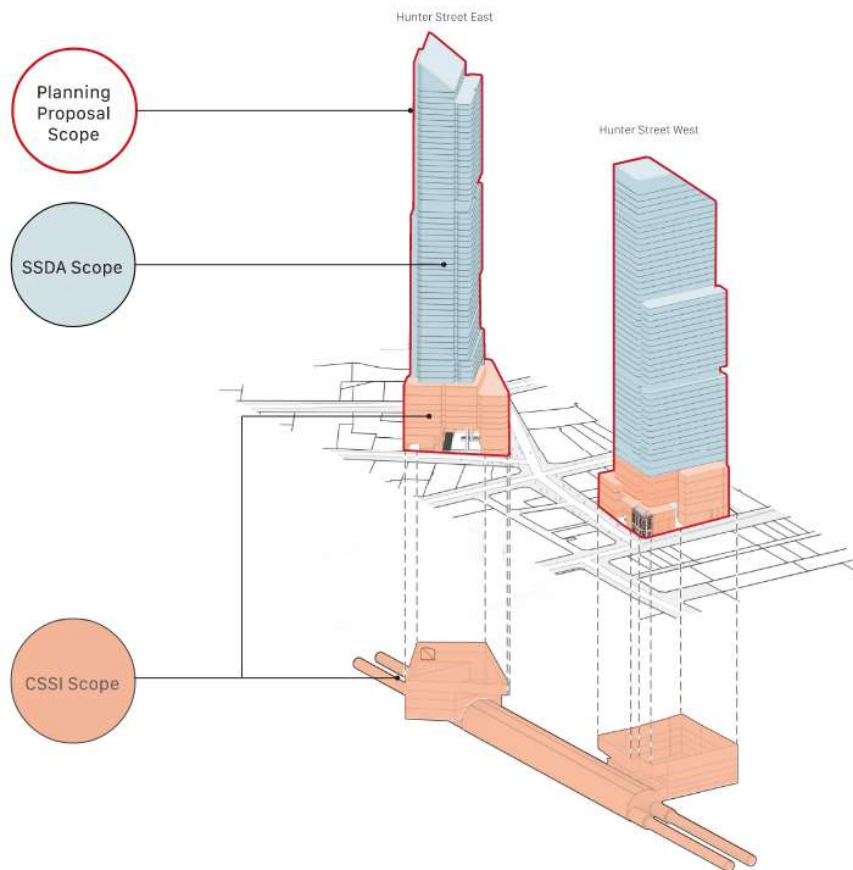 Hunter Street East
Planning
Proposal
Scope
Hunter Street West
SSDA Scope
CSSI Scope